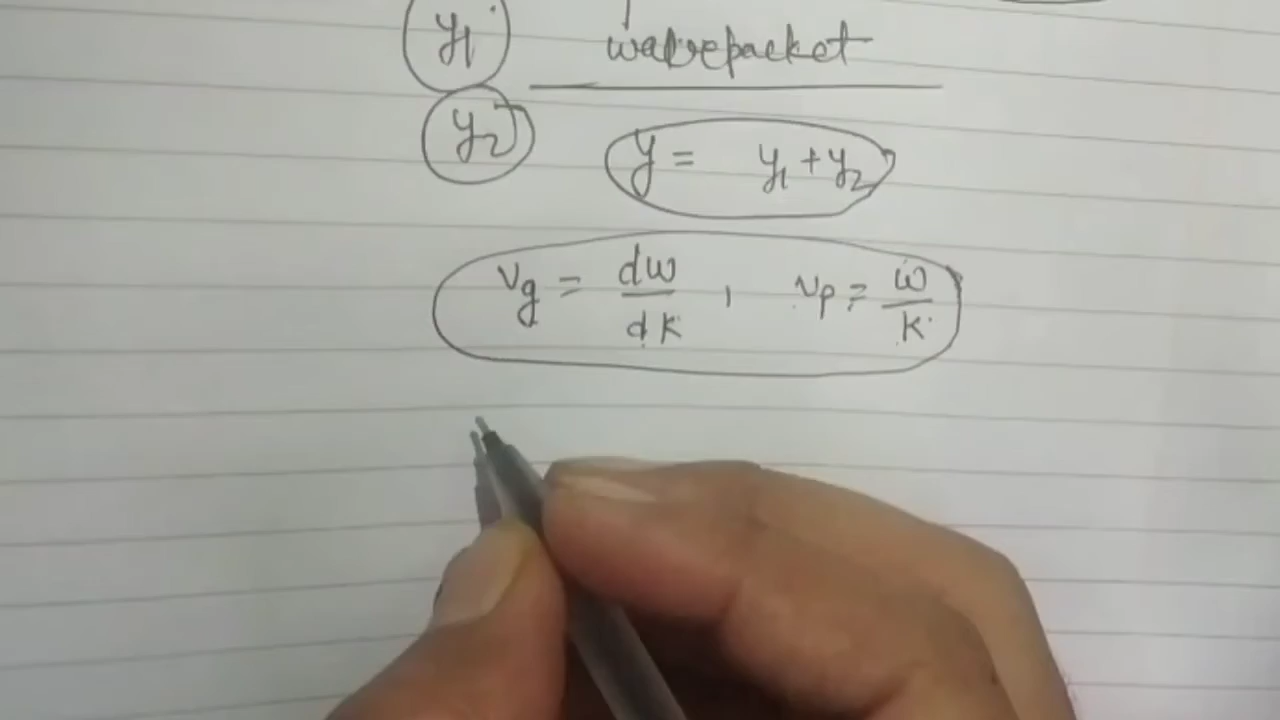 y₁ wavepacket
y₂
y = y₁ + y₂
vg = dω/dk , vp = ω/k